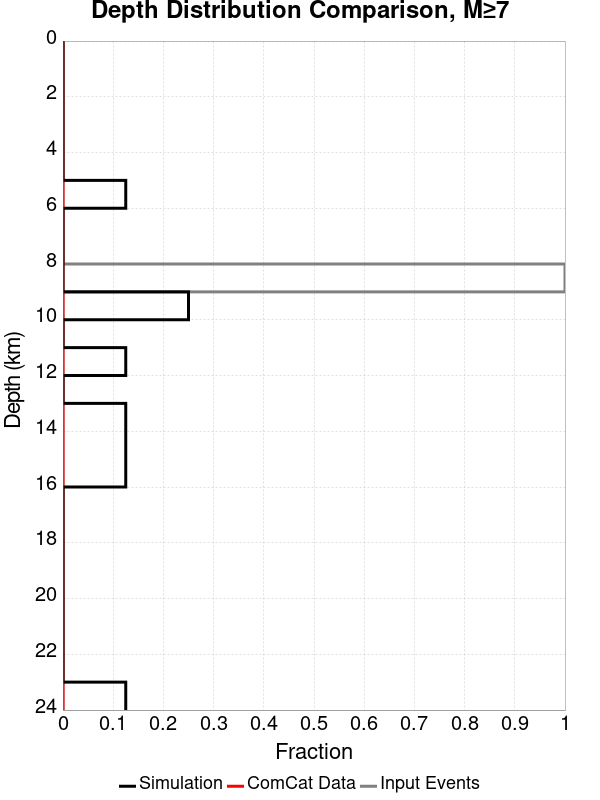 Depth Distribution Comparison, M≥7
0
2
4
6
8
10
12
14
16
18
20
22
24
Depth (km)
0 0.1 0.2 0.3 0.4 0.5 0.6 0.7 0.8 0.9 1
Fraction
Simulation ComCat Data Input Events